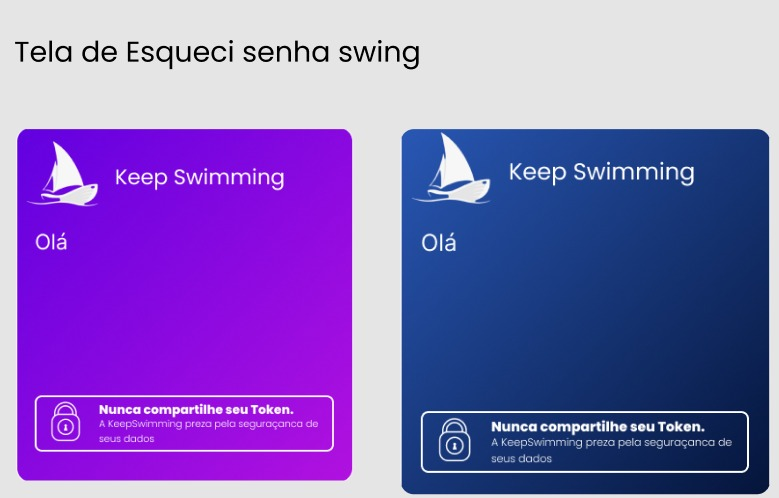 Tela de Esqueci senha swing
Keep Swimming
Olá
Nunca compartilhe seu Token.
A KeepSwimming preza pela seguraçanca de
seus dados
Keep Swimming
Olá
Nunca compartilhe seu Token.
A KeepSwimming preza pela seguraçanca de
seus dados